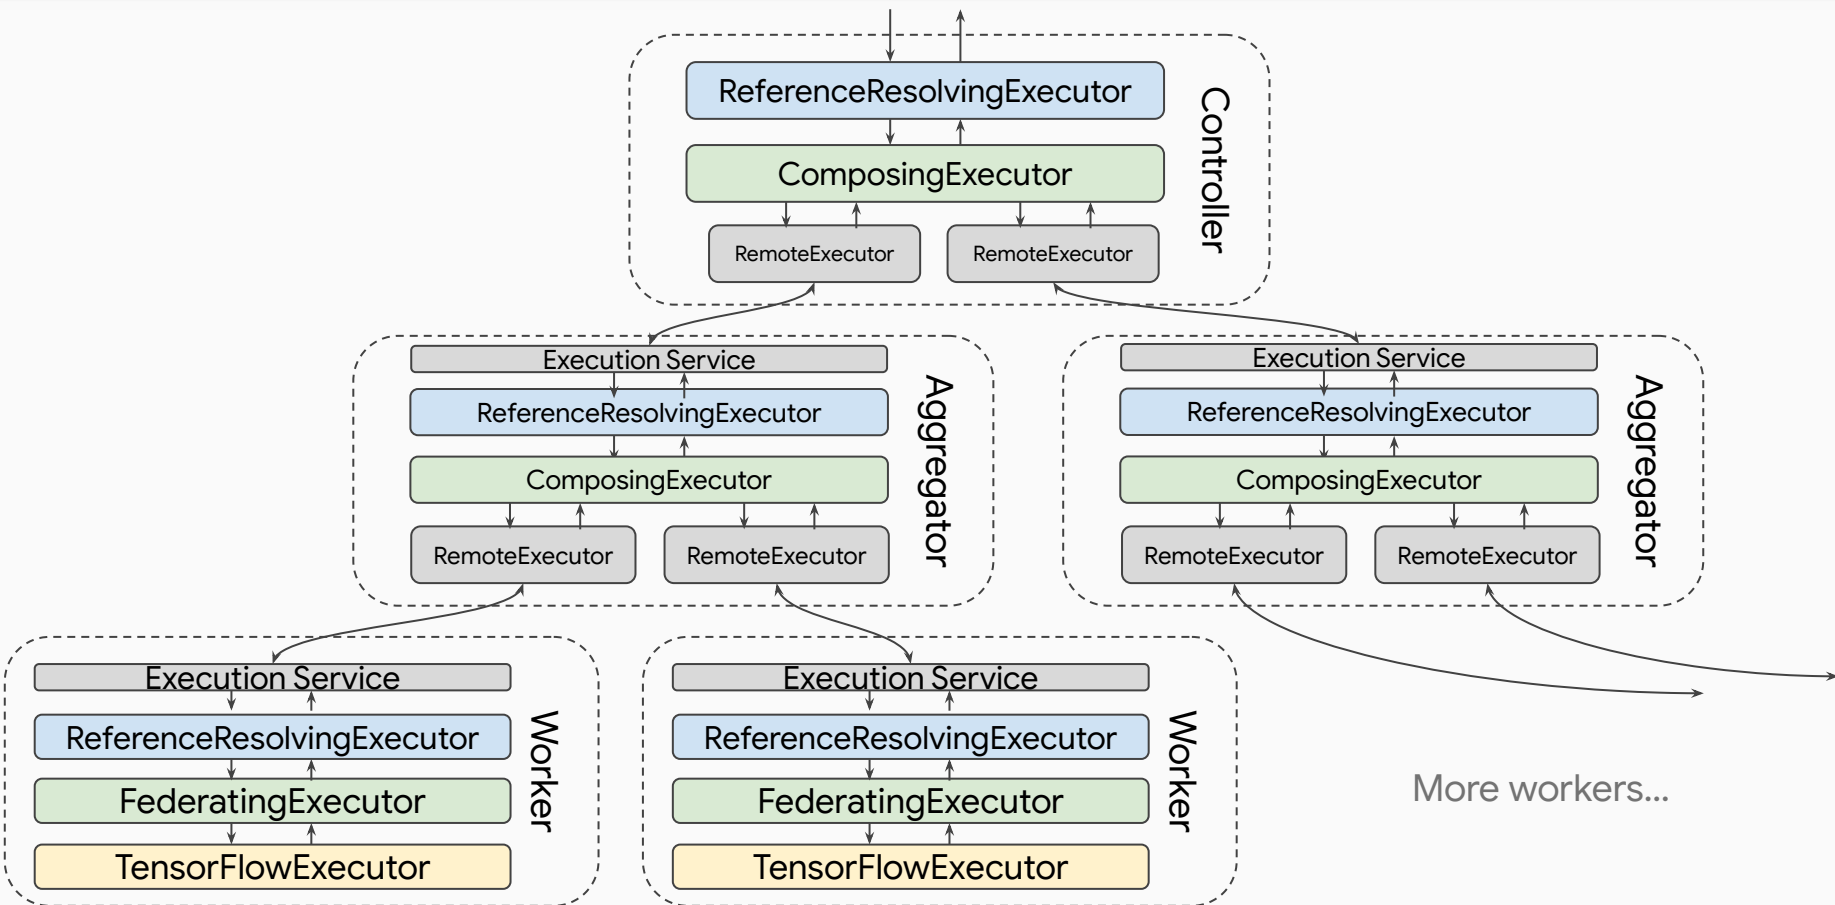 ReferenceResolvingExecutor
ComposingExecutor
RemoteExecutor
RemoteExecutor
Controller
Execution Service
ReferenceResolvingExecutor
ComposingExecutor
RemoteExecutor
RemoteExecutor
Aggregator
Execution Service
ReferenceResolvingExecutor
ComposingExecutor
RemoteExecutor
RemoteExecutor
Aggregator
Execution Service
ReferenceResolvingExecutor
FederatingExecutor
TensorFlowExecutor
Worker
Execution Service
ReferenceResolvingExecutor
FederatingExecutor
TensorFlowExecutor
Worker
More workers...